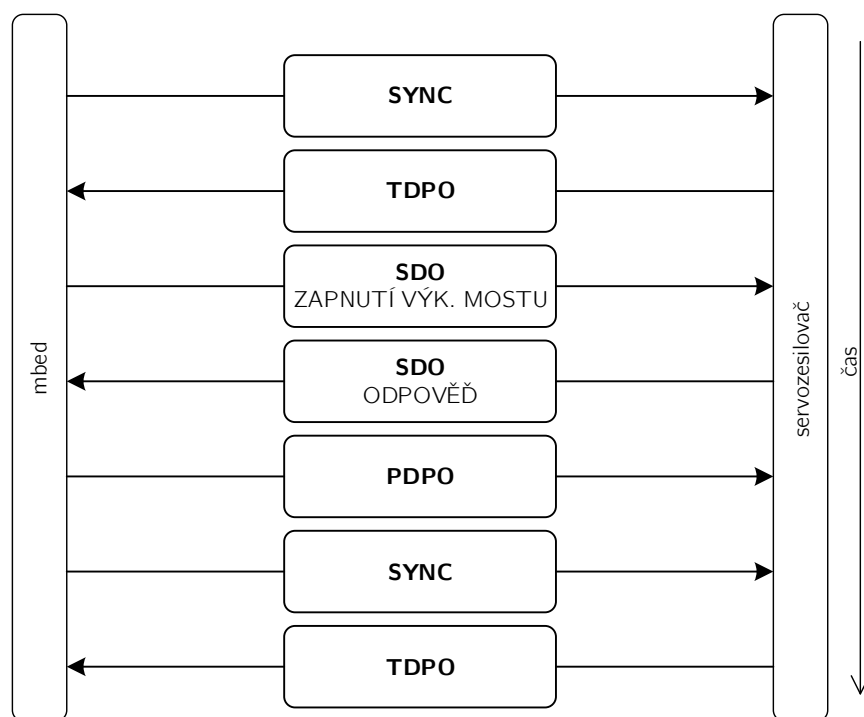 SYNC
TDPO
SDO
ZAPNUTÍ VÝK. MOSTU
SDO
ODPOVĚĎ
PDPO
SYNC
TDPO
mbed
servozesilovač
čas